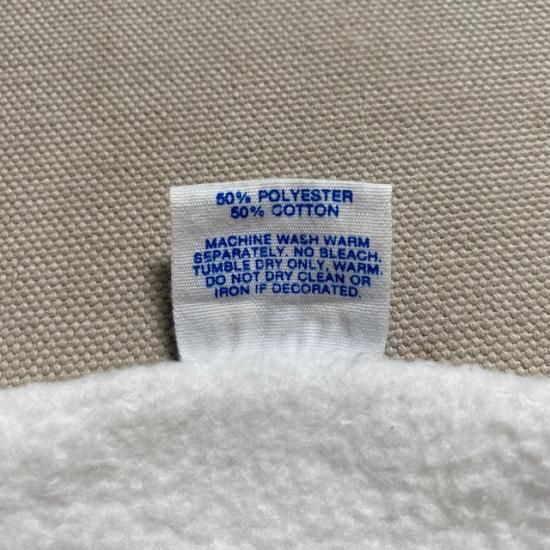 50% POLYESTER
50% COTTON
MACHINE WASH WARM
SEPARATELY. NO BLEACH.
TUMBLE DRY ONLY, WARM.
DO NOT DRY CLEAN OR
IRON IF DECORATED.